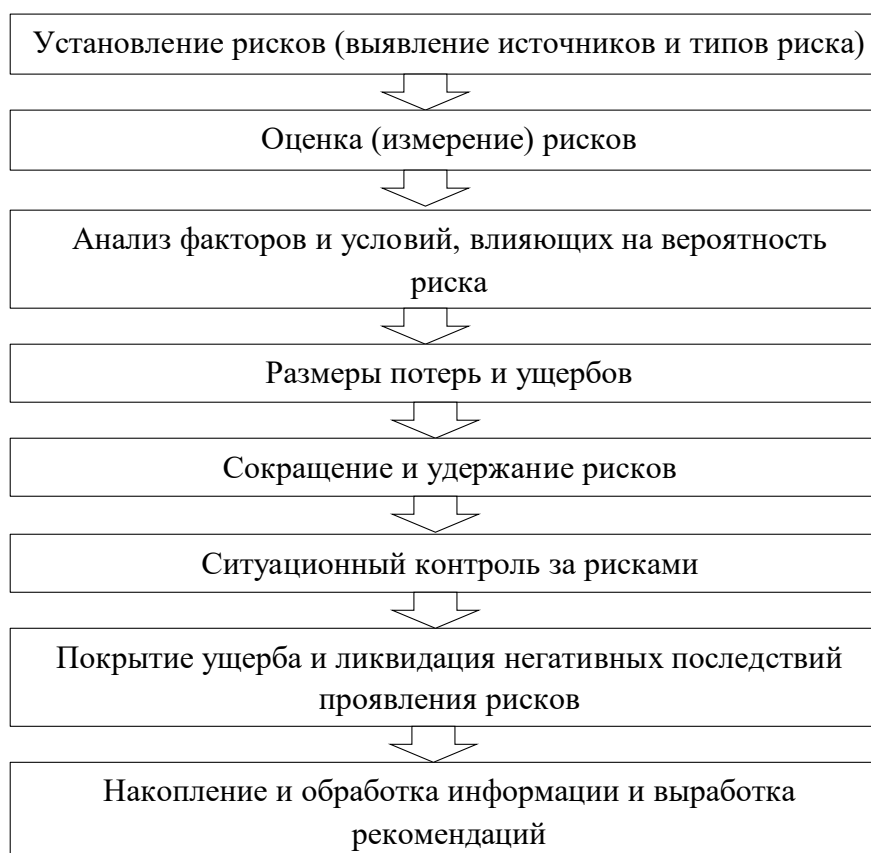 Установление рисков (выявление источников и типов риска)
Оценка (измерение) рисков
Анализ факторов и условий, влияющих на вероятность
риска
Размеры потерь и ущербов
Сокращение и удержание рисков
Ситуационный контроль за рисками
Покрытие ущерба и ликвидация негативных последствий
проявления рисков
Накопление и обработка информации и выработка
рекомендаций